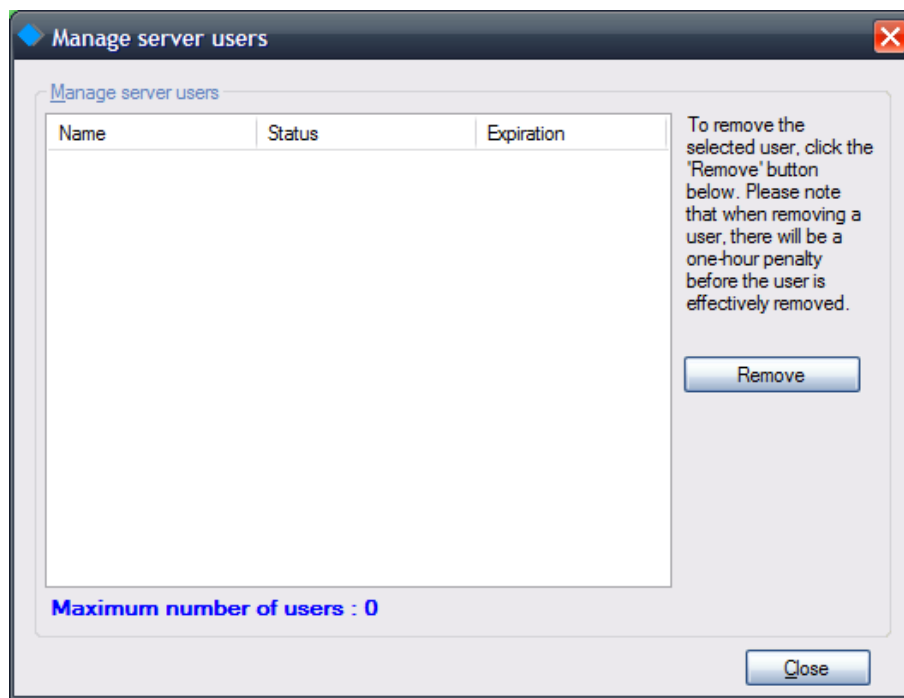 Manage server users
Manage server users
Name Status Expiration
To remove the
selected user, click the
'Remove' button
below. Please note
that when removing a
user, there will be a
one-hour penalty
before the user is
effectively removed.
Remove
Maximum number of users : 0
Close